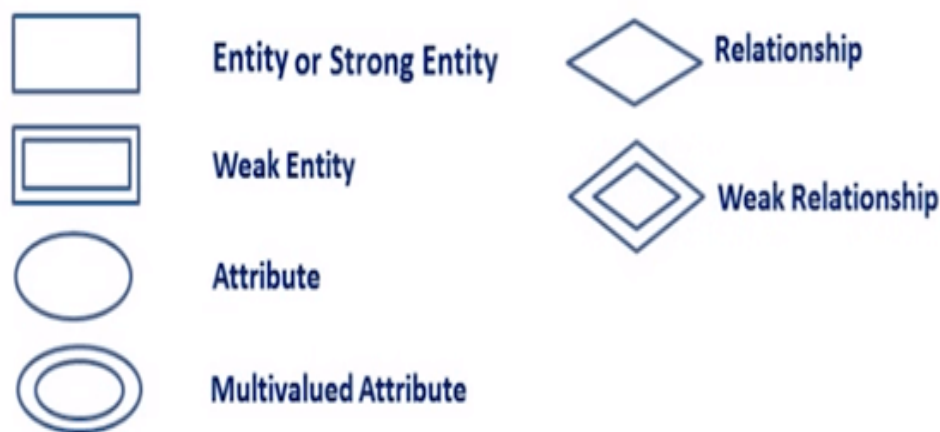 Entity or Strong Entity
Relationship
Weak Entity
Weak Relationship
Attribute
Multivalued Attribute